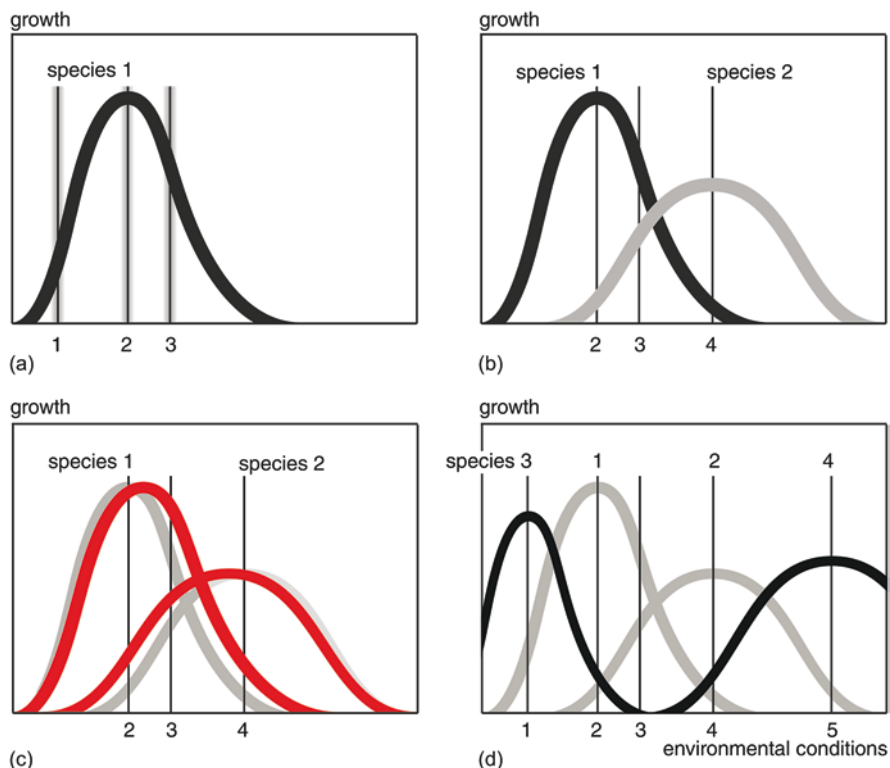 growth
species 1
1 2 3
(a)
growth
species 1 species 2
2 3 4
(b)
growth
species 1 species 2
2 3 4
(c)
growth
species 3 1 2 4
1 2 3 4 5
environmental conditions
(d)